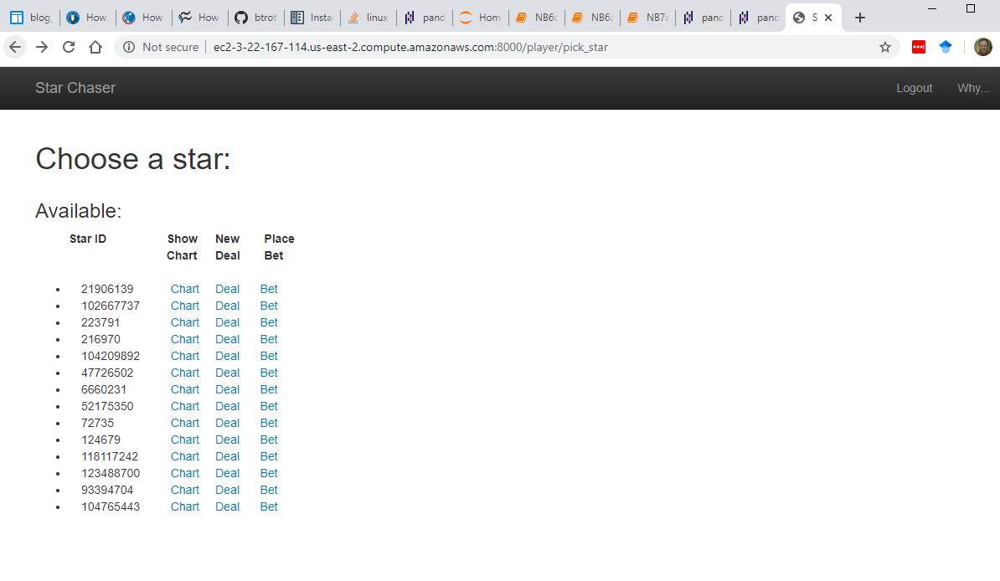 blog_ How How How btrot Insta linux pand Hom NB6c NB6a NB7a pand pand S
Not secure ec2-3-22-167-114.us-east-2.compute.amazonaws.com:8000/player/pick_star
Star Chaser Logout Why...
Choose a star:
Available:
Star ID Show New Place
Chart Deal Bet
21906139 Chart Deal Bet
102667737 Chart Deal Bet
223791 Chart Deal Bet
216970 Chart Deal Bet
104209892 Chart Deal Bet
47726502 Chart Deal Bet
6660231 Chart Deal Bet
52175350 Chart Deal Bet
72735 Chart Deal Bet
124679 Chart Deal Bet
118117242 Chart Deal Bet
123488700 Chart Deal Bet
93394704 Chart Deal Bet
104765443 Chart Deal Bet